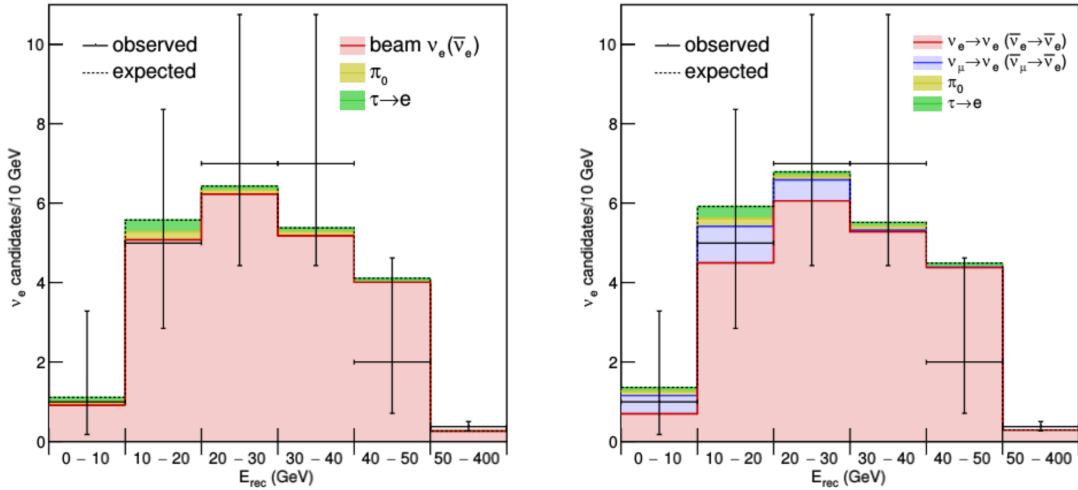 observed
expected
beam νe(ν̅e)
π0
τ→e
10
8
6
4
2
0
νe candidates/10 GeV
0 − 10
10 − 20
20 − 30
30 − 40
40 − 50
50 − 400
Erec (GeV)
observed
expected
νe→νe (ν̅e→ν̅e)
νμ→νe (ν̅μ→ν̅e)
π0
τ→e
10
8
6
4
2
0
νe candidates/10 GeV
0 − 10
10 − 20
20 − 30
30 − 40
40 − 50
50 − 400
Erec (GeV)